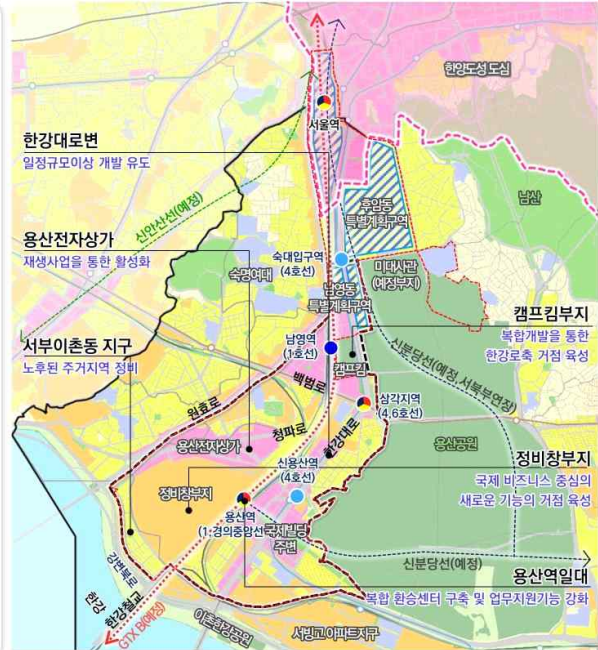 한양도성 도심
서울역
한강대로변
일정규모이상 개발 유도
신안산선(예정)
후암동
특별계획구역
남산
용산전자상가
재생사업을 통한 활성화
숙대입구역
(4호선)
숙명여대
미대사관
(예정부지)
남영동
특별계획구역
캠프킴부지
복합개발을 통한
한강로축 거점 육성
서부이촌동 지구
노후된 주거지역 정비
남영역
(1호선)
신분당선(예정,서북부연장)
캠프킴
백범로
원효로
삼각지역
(4,6호선)
청파로
한강대로
용산전자상가
용산공원
신용산역
(4호선)
정비창부지
국제 비즈니스 중심의
새로운 기능의 거점 육성
정비창부지
용산역
(1·경의중앙선
국제빌딩
주변
신분당선(예정)
강변북로
용산역일대
복합 환승센터 구축 및 업무지원기능 강화
한강
한강철교
GTX B(예정)
이촌한강공원
서빙고 아파트지구